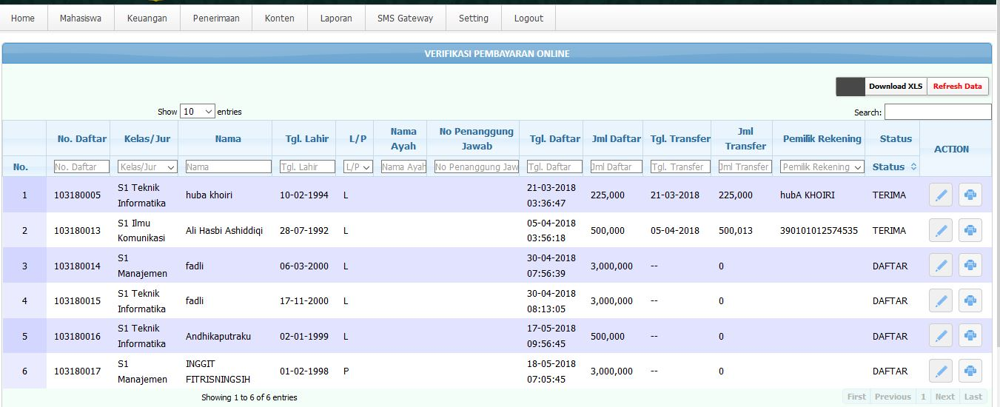 Home Mahasiswa Keuangan Penerimaan Konten Laporan SMS Gateway Setting Logout
VERIFIKASI PEMBAYARAN ONLINE
Download XLS Refresh Data
Show 10 entries Search:
No. Daftar Kelas/Jur Nama Tgl. Lahir L/P Nama Ayah No Penanggung Jawab Tgl. Daftar Jml Daftar Tgl. Transfer Jml Transfer Pemilik Rekening Status ACTION
No. No. Daftar Kelas/Jur Nama Tgl. Lahir L/P Nama Ayah No Penanggung Jaw Tgl. Daftar Jml Daftar Tgl. Transfer Jml Transfer Pemilik Rekening Status
1 103180005 S1 Teknik Informatika huba khoiri 10-02-1994 L 21-03-2018 03:36:47 225,000 21-03-2018 225,000 hubA KHOIRI TERIMA
2 103180013 S1 Ilmu Komunikasi Ali Hasbi Ashiddiqi 28-07-1992 L 05-04-2018 03:56:18 500,000 05-04-2018 500,013 390101012574535 TERIMA
3 103180014 S1 Manajemen fadli 06-03-2000 L 30-04-2018 07:56:39 3,000,000 -- 0 DAFTAR
4 103180015 S1 Teknik Informatika fadli 17-11-2000 L 30-04-2018 08:13:05 3,000,000 -- 0 DAFTAR
5 103180016 S1 Teknik Informatika Andhikaputraku 02-01-1999 L 17-05-2018 09:56:45 500,000 -- 0 DAFTAR
6 103180017 S1 Manajemen INGGIT FITRISNINGSIH 01-02-1998 P 18-05-2018 07:05:45 3,000,000 -- 0 DAFTAR
Showing 1 to 6 of 6 entries First Previous 1 Next Last